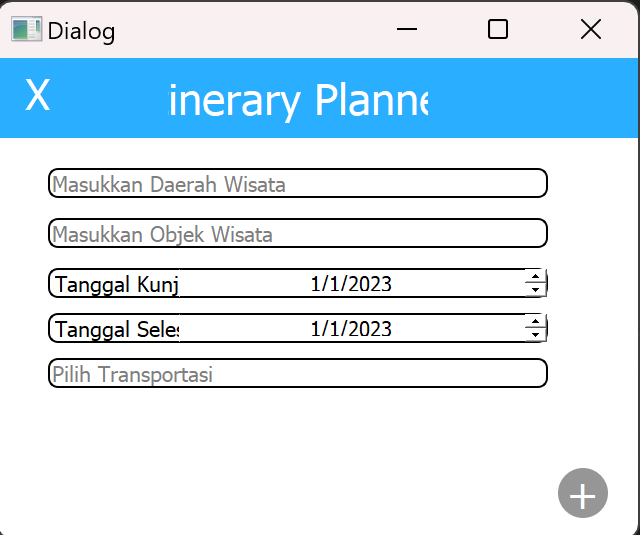 Dialog
X inerary Planne
Masukkan Daerah Wisata
Masukkan Objek Wisata
Tanggal Kunj 1/1/2023
Tanggal Seles 1/1/2023
Pilih Transportasi
+